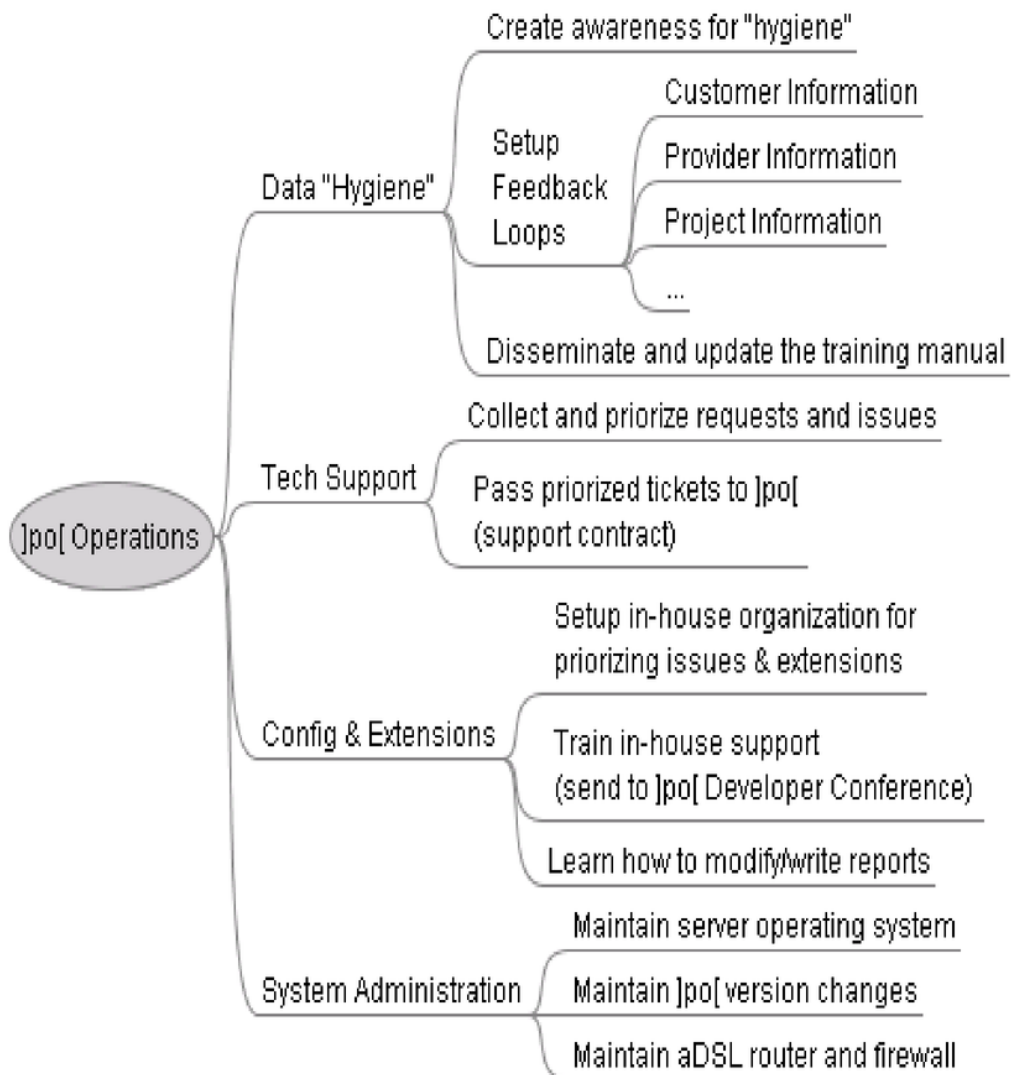 Create awareness for "hygiene"
Customer Information
Setup
Feedback
Loops
Provider Information
Project Information
...
Data "Hygiene"
Disseminate and update the training manual
Collect and priorize requests and issues
Tech Support
Pass priorized tickets to ]po[
(support contract)
]po[ Operations
Setup in-house organization for
priorizing issues & extensions
Config & Extensions
Train in-house support
(send to ]po[ Developer Conference)
Learn how to modify/write reports
Maintain server operating system
System Administration
Maintain ]po[ version changes
Maintain aDSL router and firewall